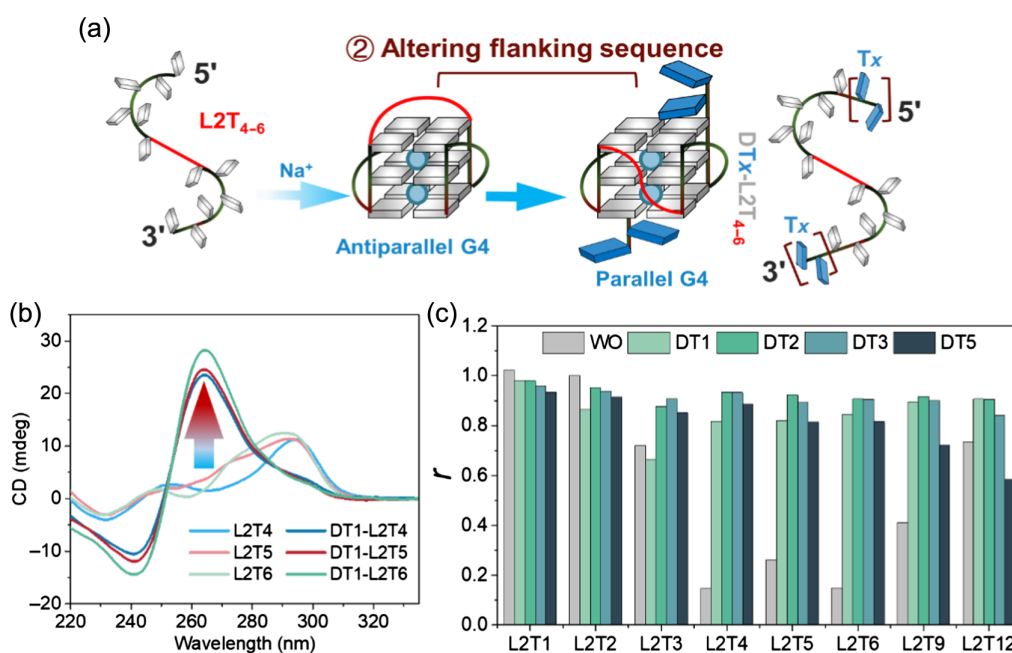 (a)
② Altering flanking sequence
5'
L2T4–6
Na+
3'
Antiparallel G4
Parallel G4
DTx-L2T4–6
Tx
5'
Tx
3'
(b)
CD (mdeg)
30
20
10
0
–10
–20
L2T4
DT1-L2T4
L2T5
DT1-L2T5
L2T6
DT1-L2T6
220
240
260
280
300
320
Wavelength (nm)
(c)
r
1.2
1.0
0.8
0.6
0.4
0.2
0.0
WO
DT1
DT2
DT3
DT5
L2T1
L2T2
L2T3
L2T4
L2T5
L2T6
L2T9
L2T12